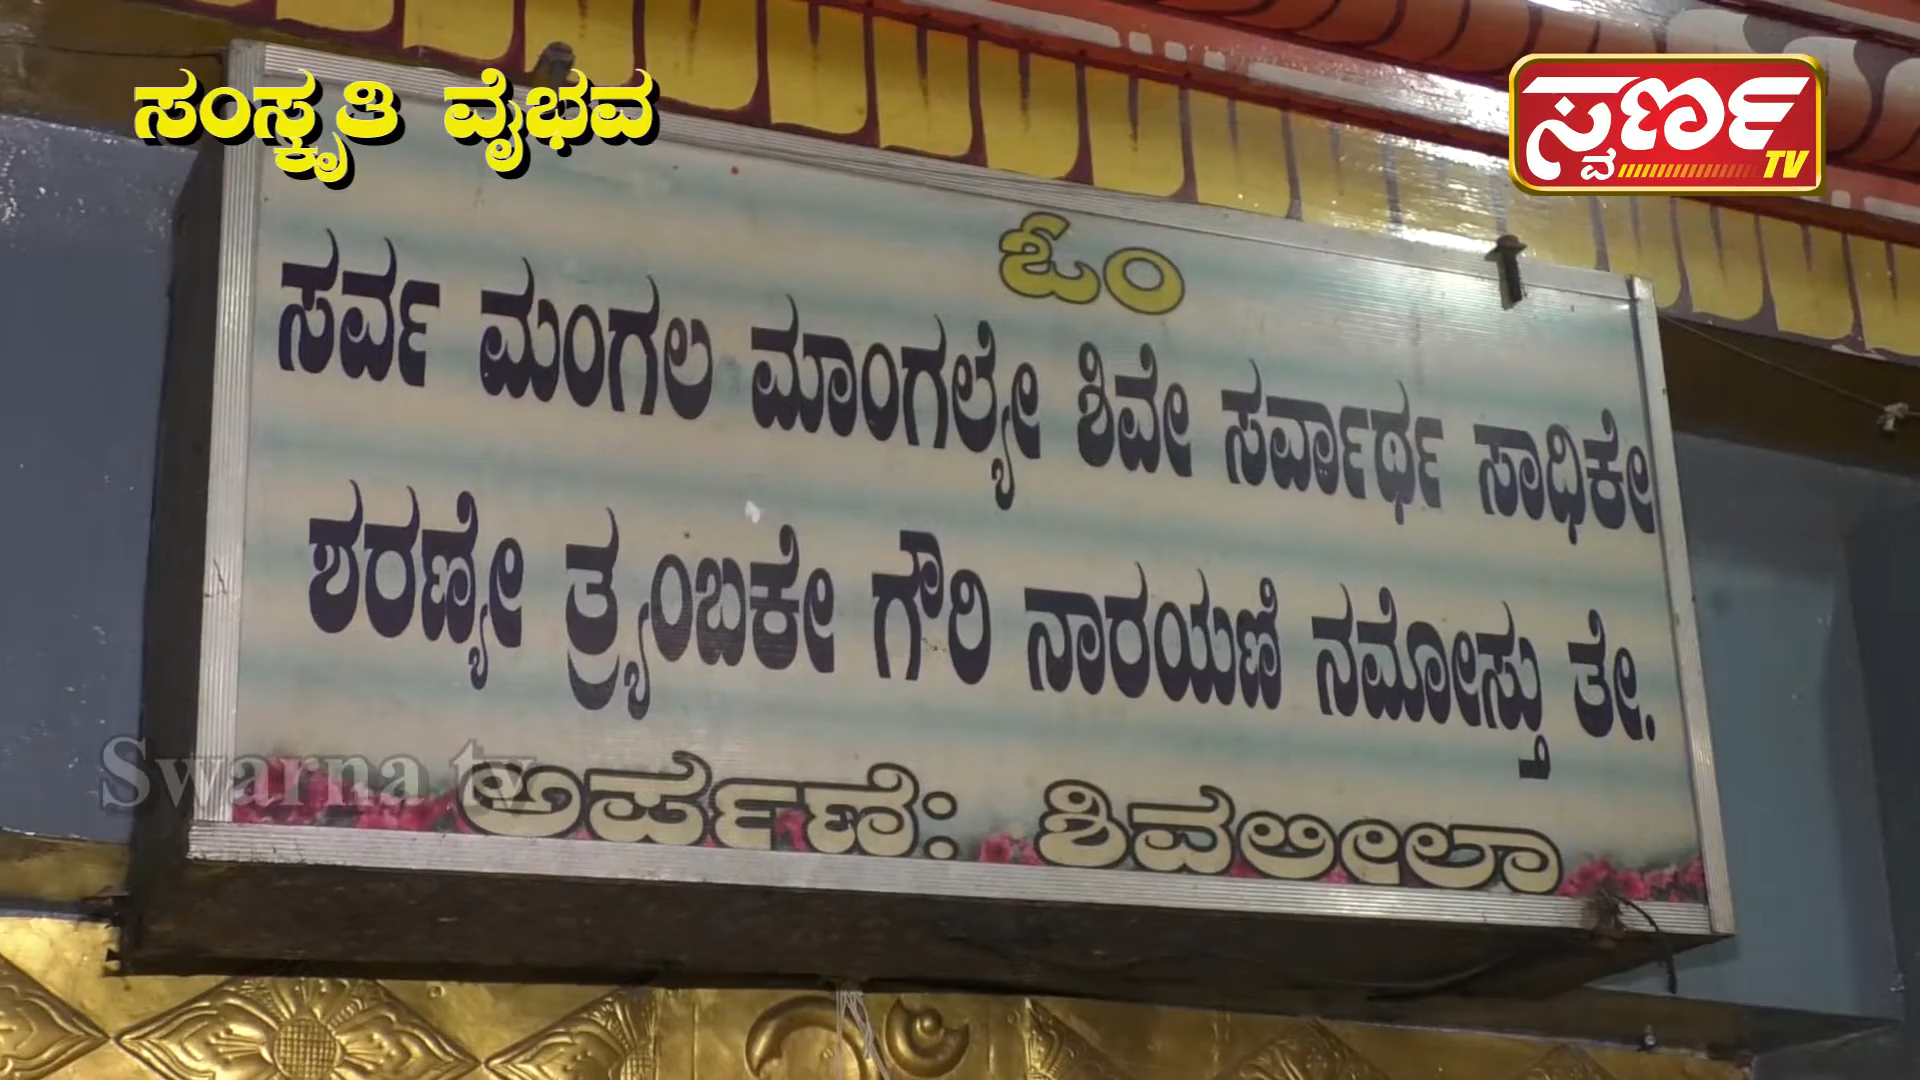 ಸಂಸ್ಕೃತಿ ವೈಭವ
ಸ್ವರ್ಣ TV
ಓಂ
ಸರ್ವ ಮಂಗಲ ಮಾಂಗಲ್ಯೇ ಶಿವೇ ಸರ್ವಾರ್ಥ ಸಾಧಿಕೇ
ಶರಣ್ಯೇ ತ್ರ್ಯಂಬಕೇ ಗೌರಿ ನಾರಯಣಿ ನಮೋಸ್ತು ತೇ.
Swarna tv
ಅರ್ಪಣೆ: ಶಿವಲೀಲಾ